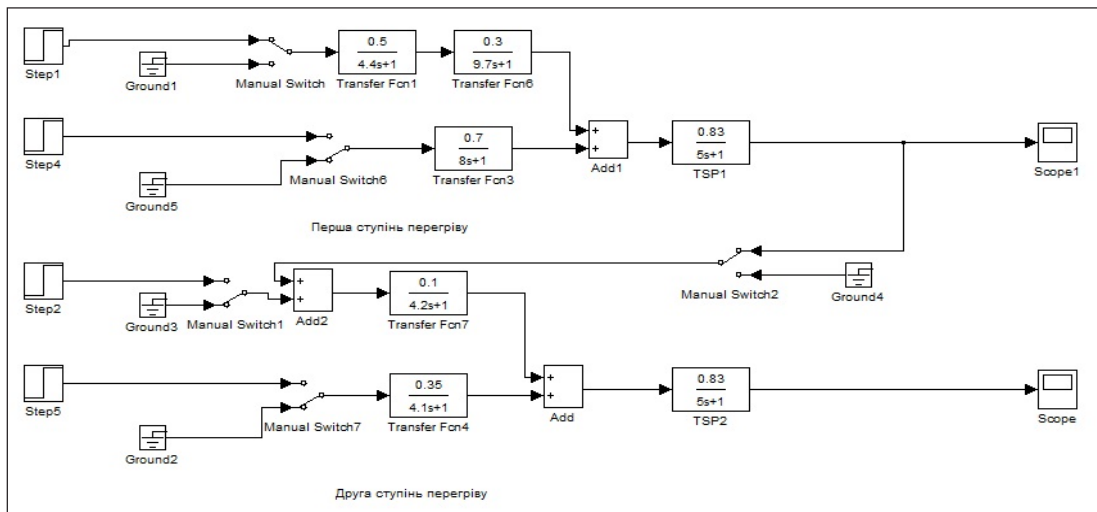 Step1
Ground1
Manual Switch
0.5
4.4s+1
Transfer Fcn1
0.3
9.7s+1
Transfer Fcn6
Step4
Ground5
Manual Switch6
0.7
8s+1
Transfer Fcn3
+
+
Add1
0.83
5s+1
TSP1
Scope1
Перша ступінь перегріву
Manual Switch2
Ground4
Step2
Ground3
Manual Switch1
+
+
Add2
0.1
4.2s+1
Transfer Fcn7
Step5
Ground2
Manual Switch7
0.35
4.1s+1
Transfer Fcn4
+
+
Add
0.83
5s+1
TSP2
Scope
Друга ступінь перегріву